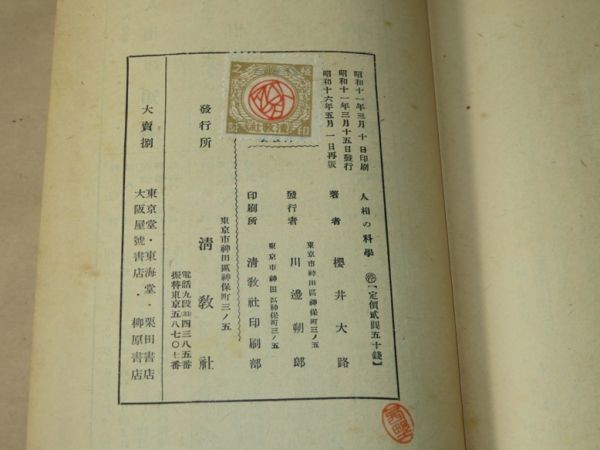 昭和十一年三月十日印刷
昭和十一年三月十五日發行
昭和十六年五月一日再版
人相の科學
【定價貳圓五十錢】
著者 櫻井大路
東京市神田區神保町三ノ五
發行者 川邊朝郎
東京市神田區神保町三ノ五
印刷所 淸敎社印刷部
發行所
東京市神田區神保町三ノ五
淸敎社
電話九段㉝四三八五番
振替東京五八七〇七番
大賣捌
東京堂・東海堂・栗田書店
大阪屋號書店・柳原書店